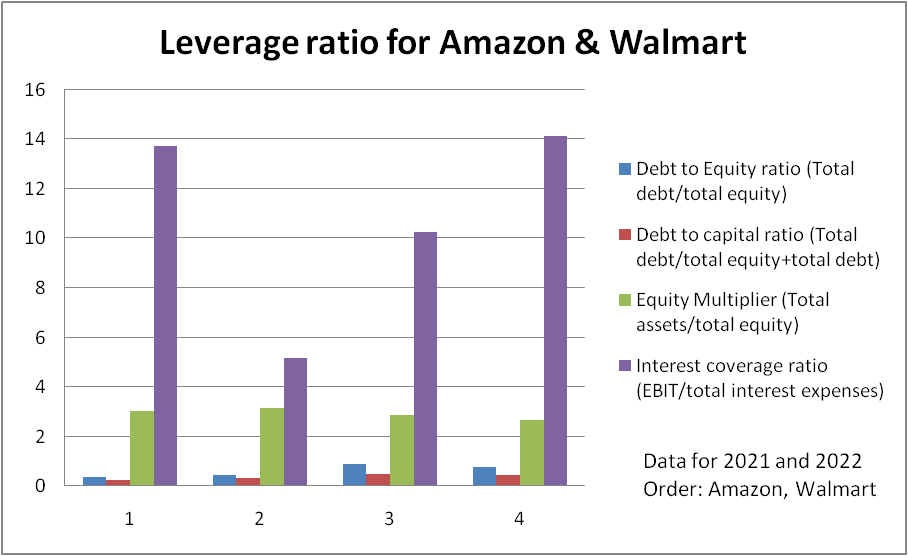 Leverage ratio for Amazon & Walmart
16
14
12
10
8
6
4
2
0
1 2 3 4
Debt to Equity ratio (Total
debt/total equity)
Debt to capital ratio (Total
debt/total equity+total debt)
Equity Multiplier (Total
assets/total equity)
Interest coverage ratio
(EBIT/total interest expenses)
Data for 2021 and 2022
Order: Amazon, Walmart